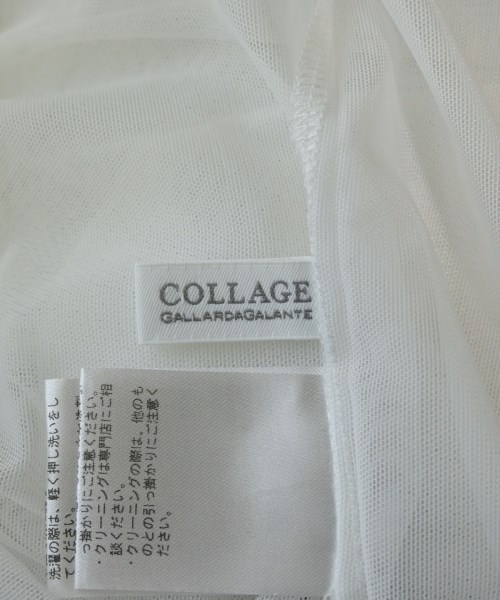 COLLAGE
GALLARDAGALANTE
洗濯の際は、軽く押し洗いをし
てください。
っ掛かりにご注意ください。
・クリーニングは専門店にご相
談ください。
・クリーニングの際は、他のも
のとの引っ掛かりにご注意く
ださい。